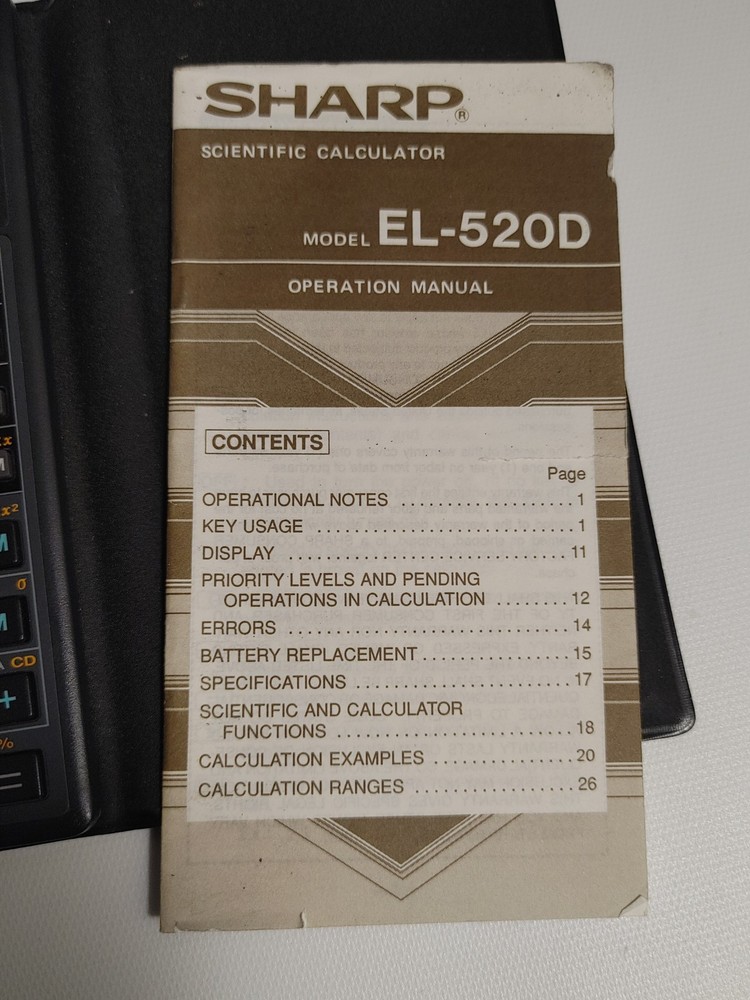 SHARP®
SCIENTIFIC CALCULATOR
MODEL EL-520D
OPERATION MANUAL
CONTENTS
Page
OPERATIONAL NOTES ..................... 1
KEY USAGE ............................... 1
DISPLAY .................................. 11
PRIORITY LEVELS AND PENDING
OPERATIONS IN CALCULATION ........ 12
ERRORS .................................. 14
BATTERY REPLACEMENT .................. 15
SPECIFICATIONS .......................... 17
SCIENTIFIC AND CALCULATOR
FUNCTIONS ............................ 18
CALCULATION EXAMPLES ................. 20
CALCULATION RANGES ................... 26
x
M
x²
M
σ
M
A CD
+
%
=